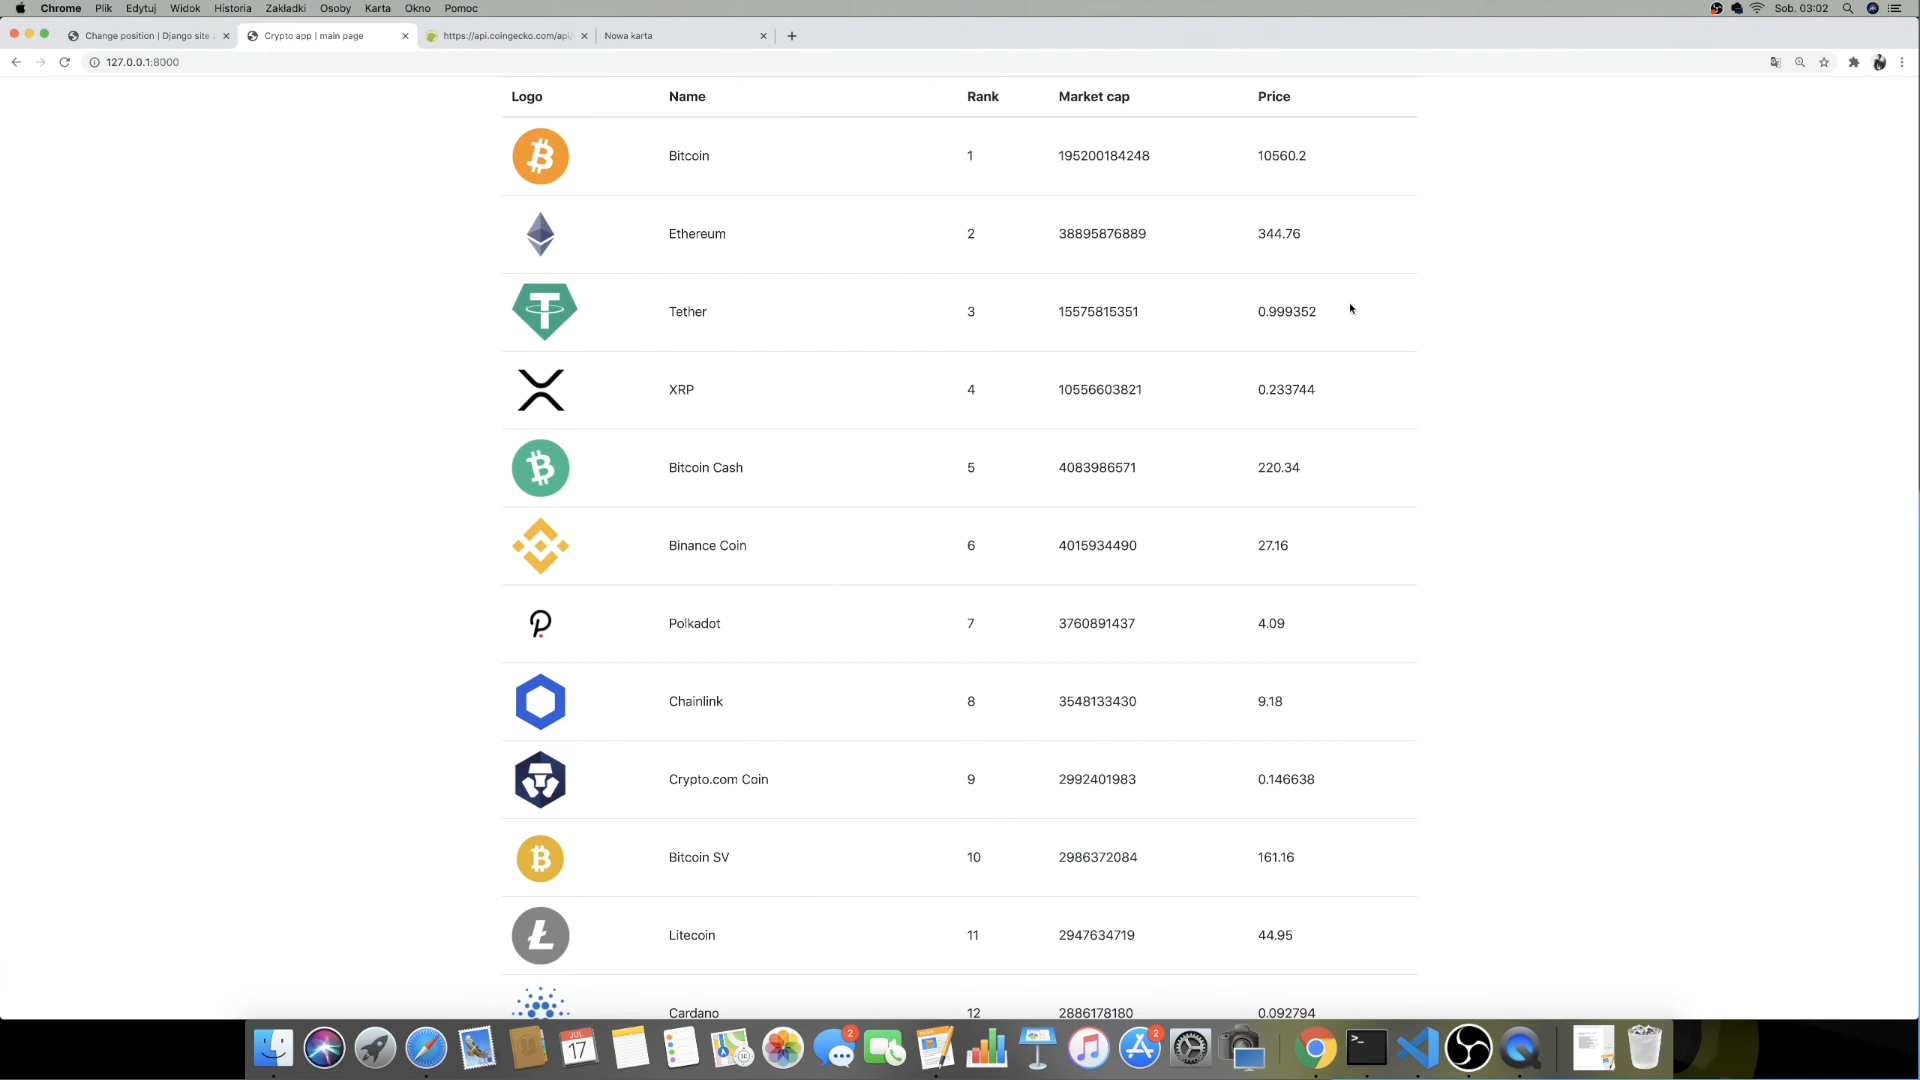 Chrome Plik Edytuj Widok Historia Zakładki Osoby Karta Okno Pomoc Sob. 03:02
Change position | Django site a Crypto app | main page https://api.coingecko.com/api/ Nowa karta
127.0.0.1:8000
Logo Name Rank Market cap Price
Bitcoin 1 195200184248 10560.2
Ethereum 2 38895876889 344.76
Tether 3 15575815351 0.999352
XRP 4 10556603821 0.233744
Bitcoin Cash 5 4083986571 220.34
Binance Coin 6 4015934490 27.16
Polkadot 7 3760891437 4.09
Chainlink 8 3548133430 9.18
Crypto.com Coin 9 2992401983 0.146638
Bitcoin SV 10 2986372084 161.16
Litecoin 11 2947634719 44.95
Cardano 12 2886178180 0.092794
JUL
17
2
2